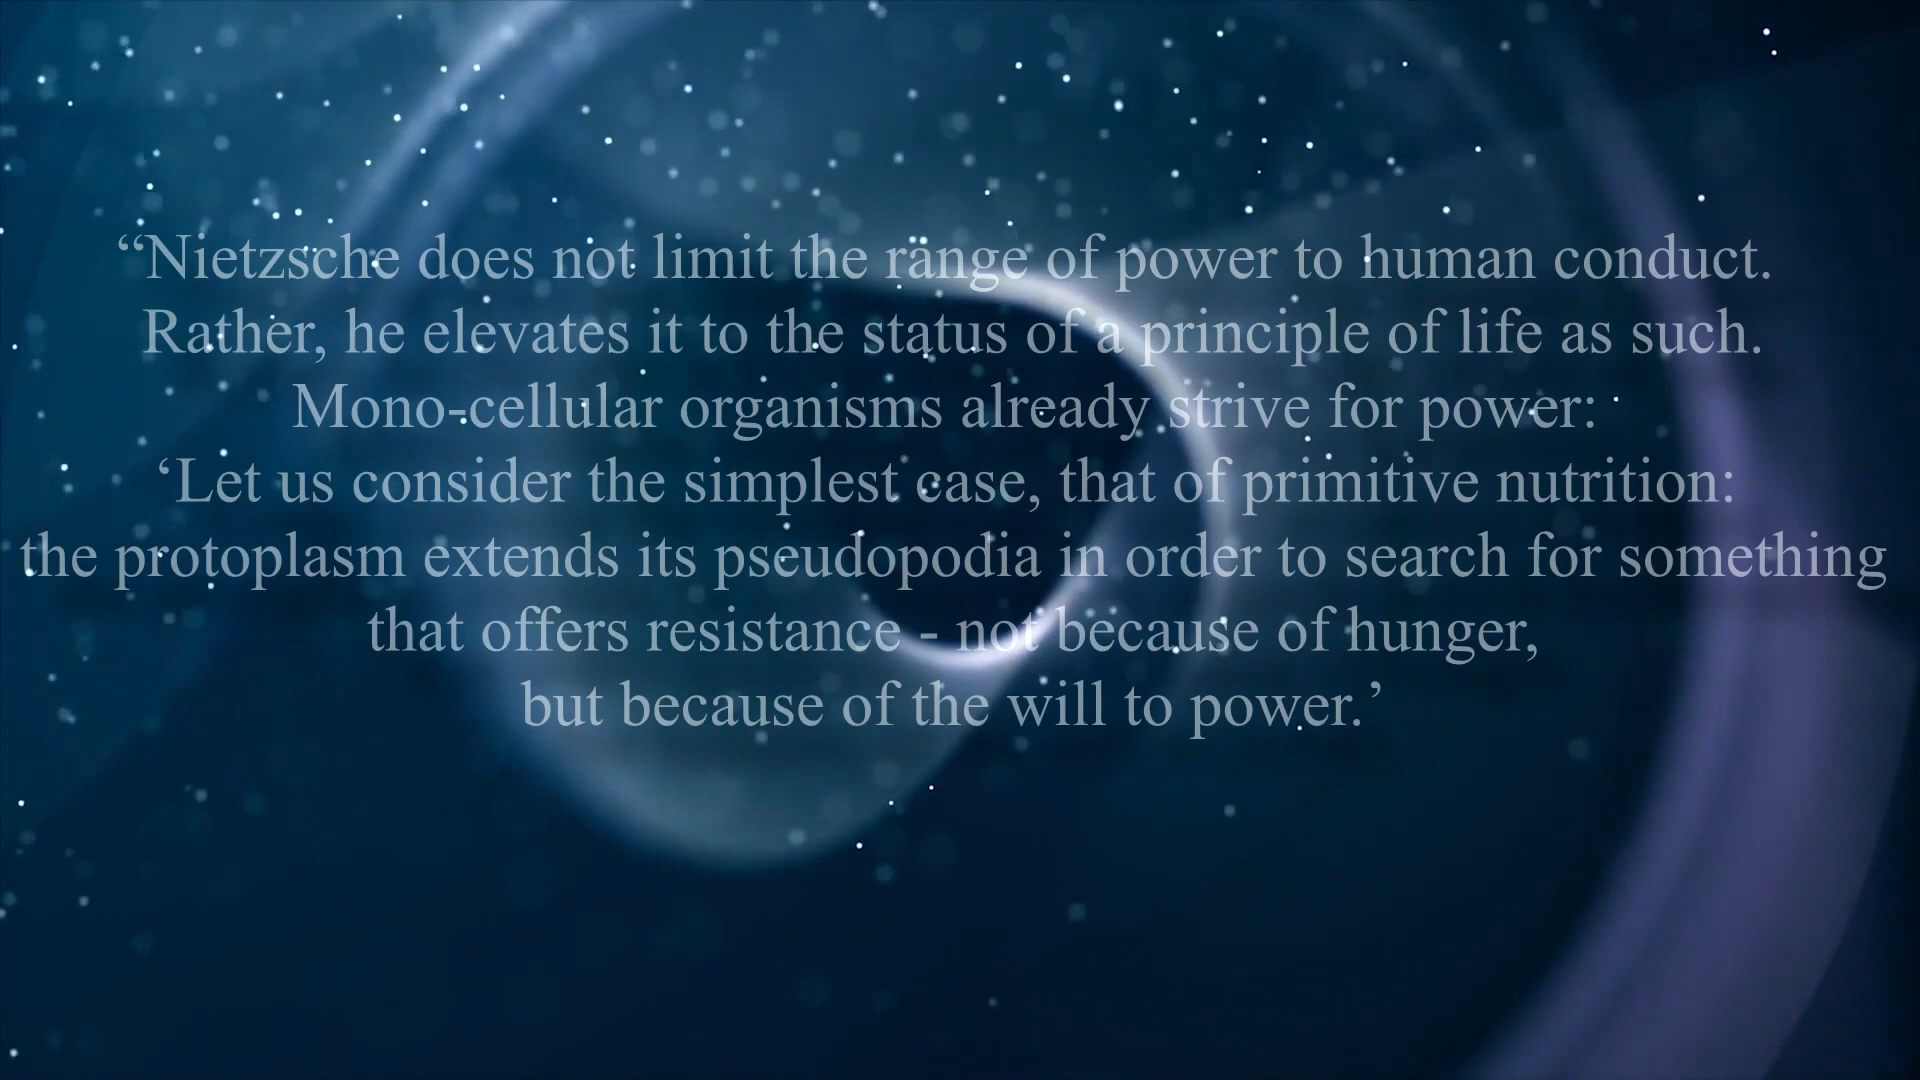 “Nietzsche does not limit the range of power to human conduct.
Rather, he elevates it to the status of a principle of life as such.
Mono-cellular organisms already strive for power:
‘Let us consider the simplest case, that of primitive nutrition:
the protoplasm extends its pseudopodia in order to search for something
that offers resistance - not because of hunger,
but because of the will to power.’